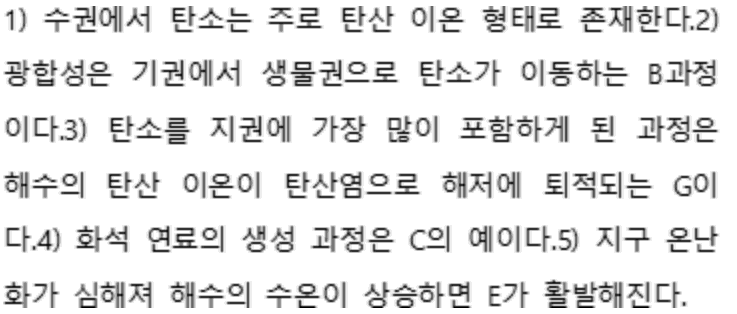 1) 수권에서 탄소는 주로 탄산 이온 형태로 존재한다.2)
광합성은 기권에서 생물권으로 탄소가 이동하는 B과정
이다.3) 탄소를 지권에 가장 많이 포함하게 된 과정은
해수의 탄산 이온이 탄산염으로 해저에 퇴적되는 G이
다.4) 화석 연료의 생성 과정은 C의 예이다.5) 지구 온난
화가 심해져 해수의 수온이 상승하면 E가 활발해진다.